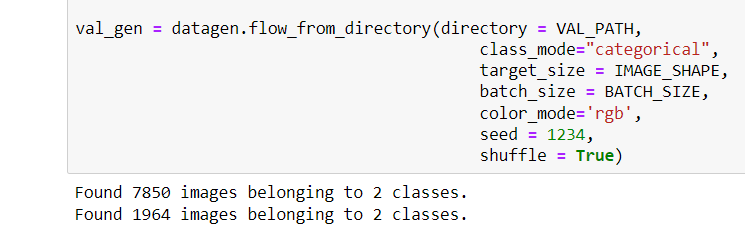 val_gen = datagen.flow_from_directory(directory = VAL_PATH,
class_mode="categorical",
target_size = IMAGE_SHAPE,
batch_size = BATCH_SIZE,
color_mode='rgb',
seed = 1234,
shuffle = True)
Found 7850 images belonging to 2 classes.
Found 1964 images belonging to 2 classes.